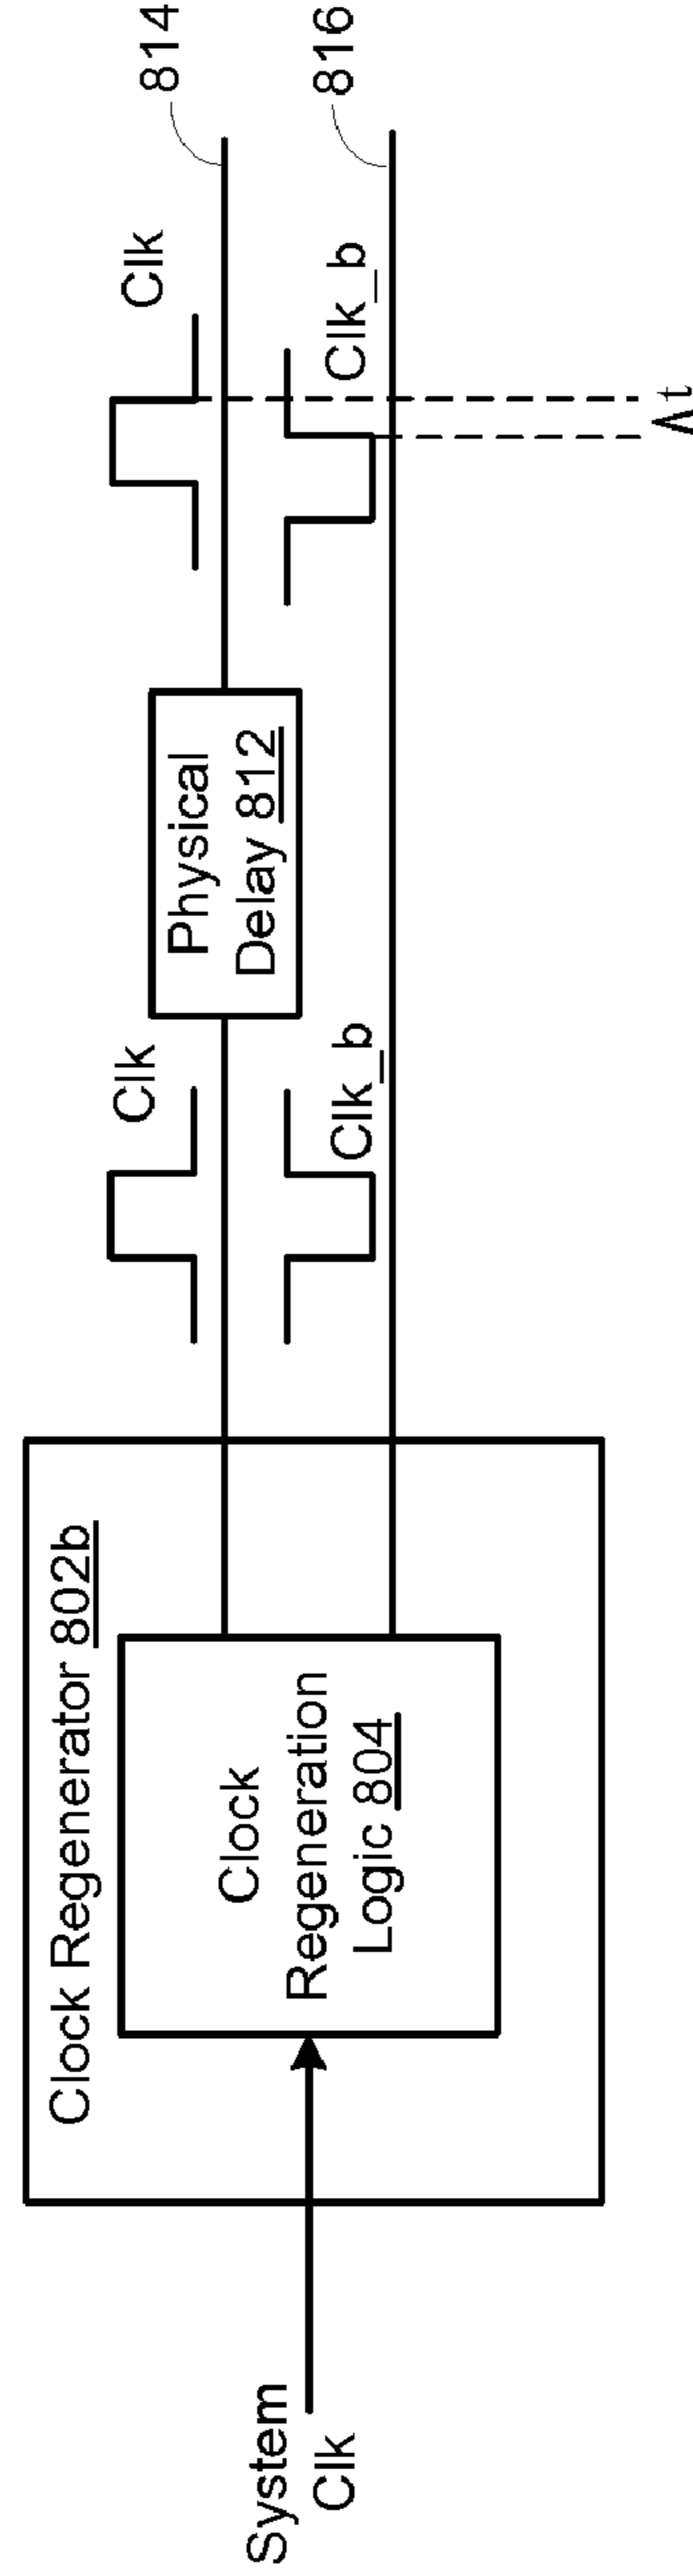 System
Clk
Clock Regenerator 802b
Clock
Regeneration
Logic 804
Clk
Clk_b
Physical
Delay 812
Clk
Clk_b
Δt
814
816